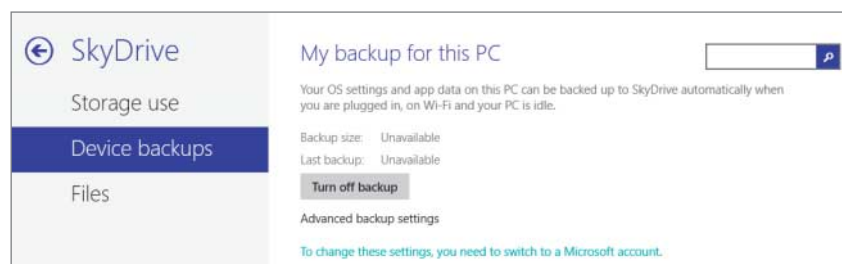 SkyDrive
Storage use
Device backups
Files
My backup for this PC
Your OS settings and app data on this PC can be backed up to SkyDrive automatically when
you are plugged in, on Wi-Fi and your PC is idle.
Backup size: Unavailable
Last backup: Unavailable
Turn off backup
Advanced backup settings
To change these settings, you need to switch to a Microsoft account.